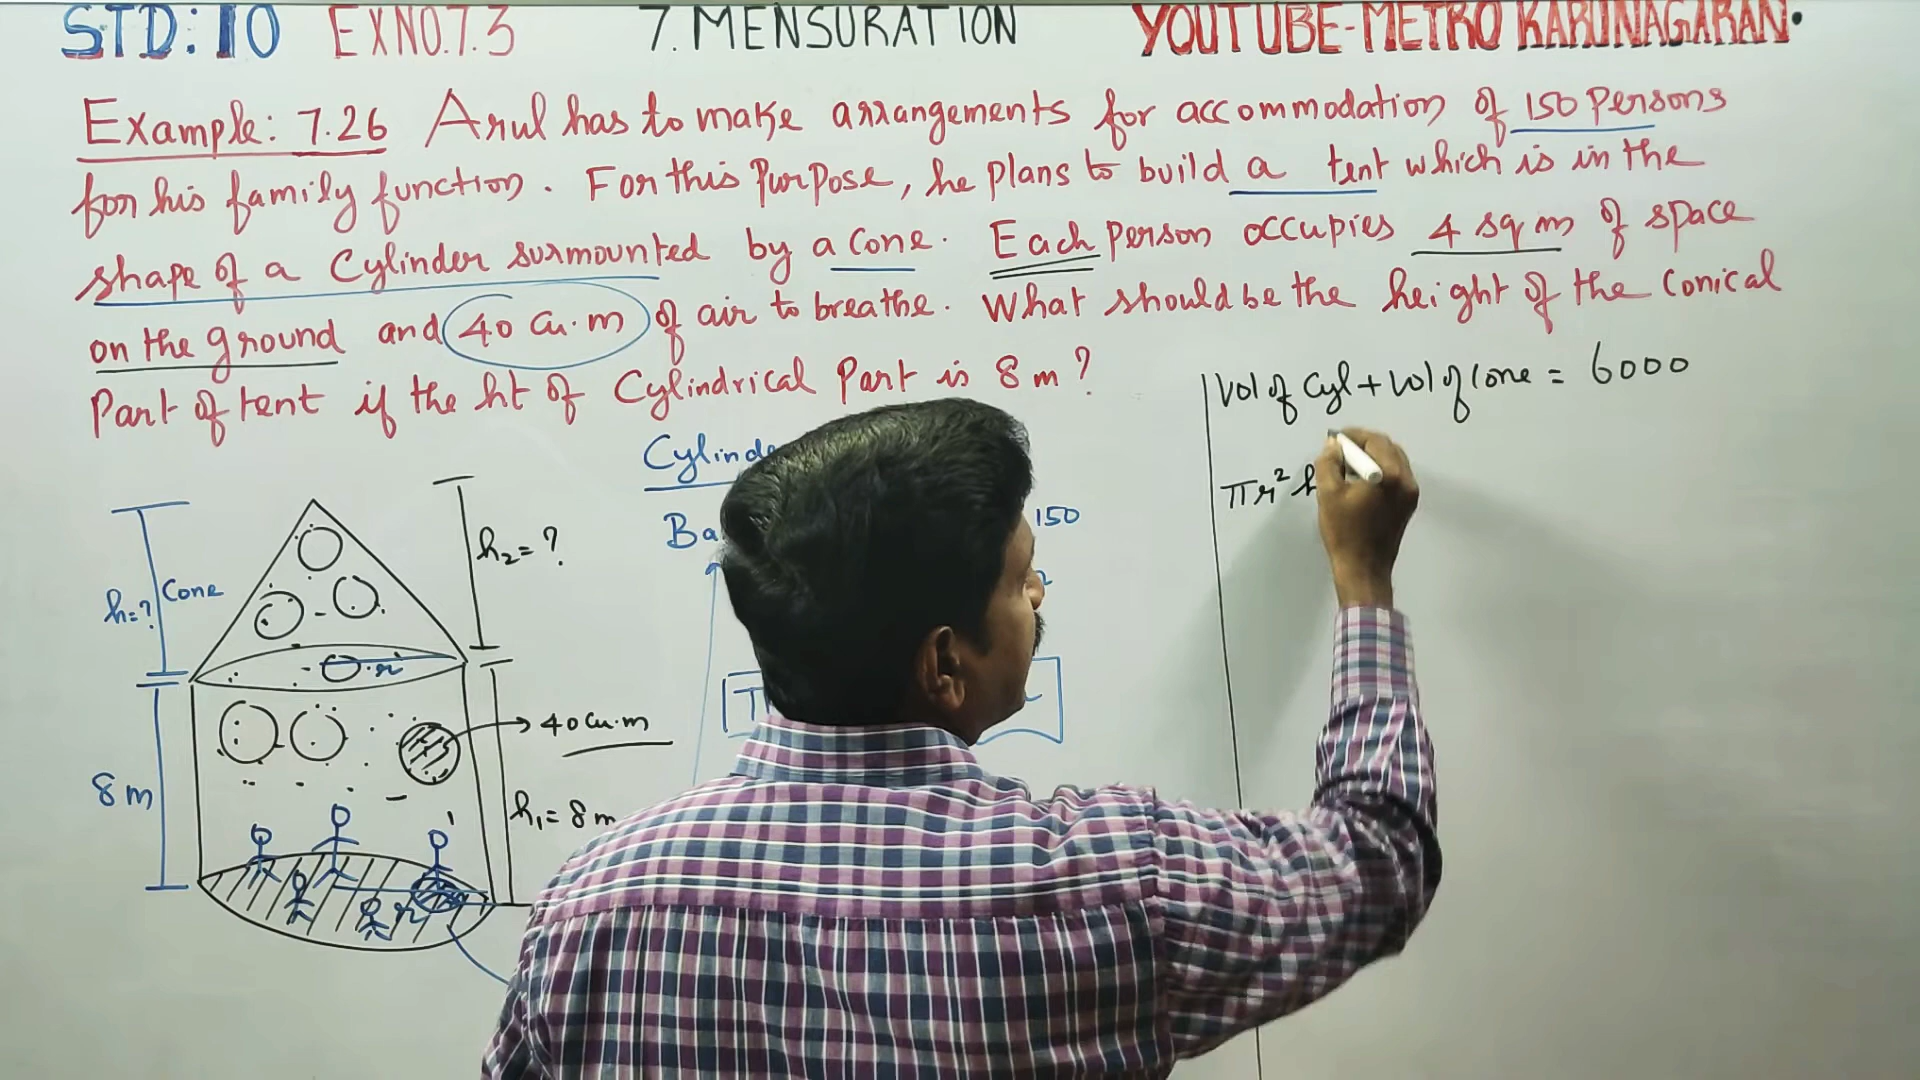 STD: 10 EX NO. 7.3 7. MENSURATION YOUTUBE-METRO KARUNAGARAN.
Example: 7.26 Arul has to make arrangements for accommodation of 150 persons
for his family function. For this purpose, he plans to build a tent which is in the
shape of a cylinder surmounted by a cone. Each person occupies 4 sq m of space
on the ground and 40 cu.m of air to breathe. What should be the height of the conical
Part of tent if the ht of Cylindrical Part is 8 m?
Vol of Cyl + Vol of Cone = 6000
πr² h
Cylind
Ba 150
h₂ = ?
h = ? Cone
r
40 cu.m
8 m
h₁ = 8 m
r